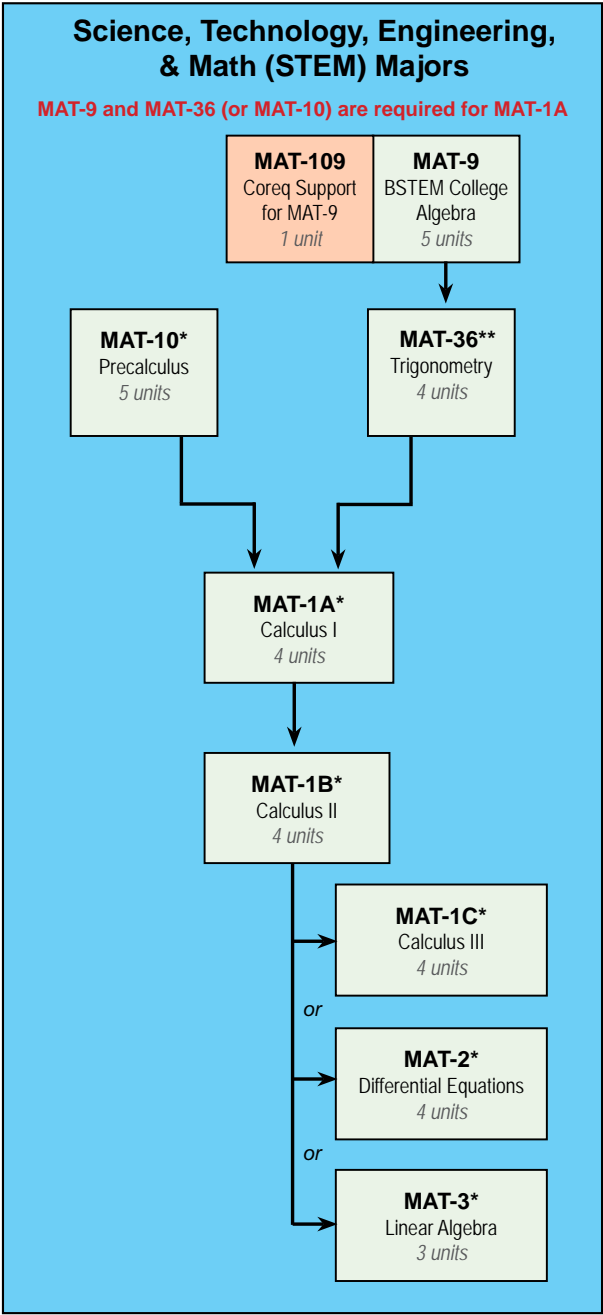 Science, Technology, Engineering,
& Math (STEM) Majors
MAT-9 and MAT-36 (or MAT-10) are required for MAT-1A
MAT-109
Coreq Support
for MAT-9
1 unit
MAT-9
BSTEM College
Algebra
5 units
MAT-10*
Precalculus
5 units
MAT-36**
Trigonometry
4 units
MAT-1A*
Calculus I
4 units
MAT-1B*
Calculus II
4 units
MAT-1C*
Calculus III
4 units
or
MAT-2*
Differential Equations
4 units
or
MAT-3*
Linear Algebra
3 units